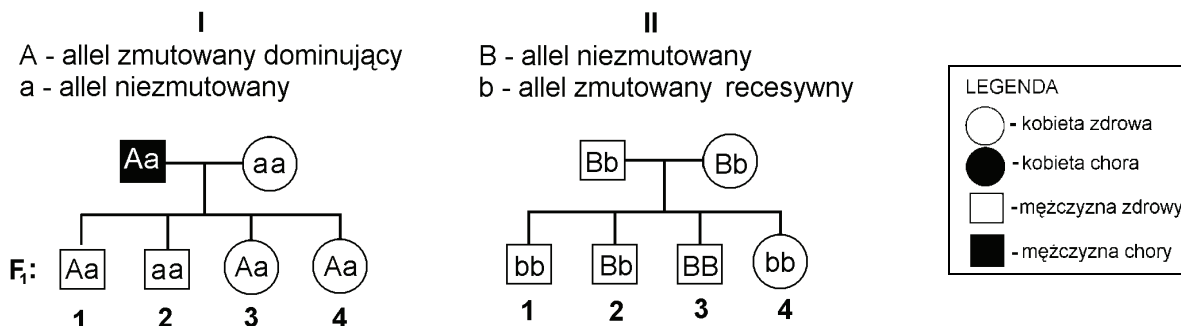 I
A - allel zmutowany dominujący
a - allel niezmutowany
Aa
aa
F₁:
Aa
aa
Aa
Aa
1
2
3
4
II
B - allel niezmutowany
b - allel zmutowany recesywny
Bb
Bb
bb
Bb
BB
bb
1
2
3
4
LEGENDA
- kobieta zdrowa
- kobieta chora
-mężczyzna zdrowy
- mężczyzna chory